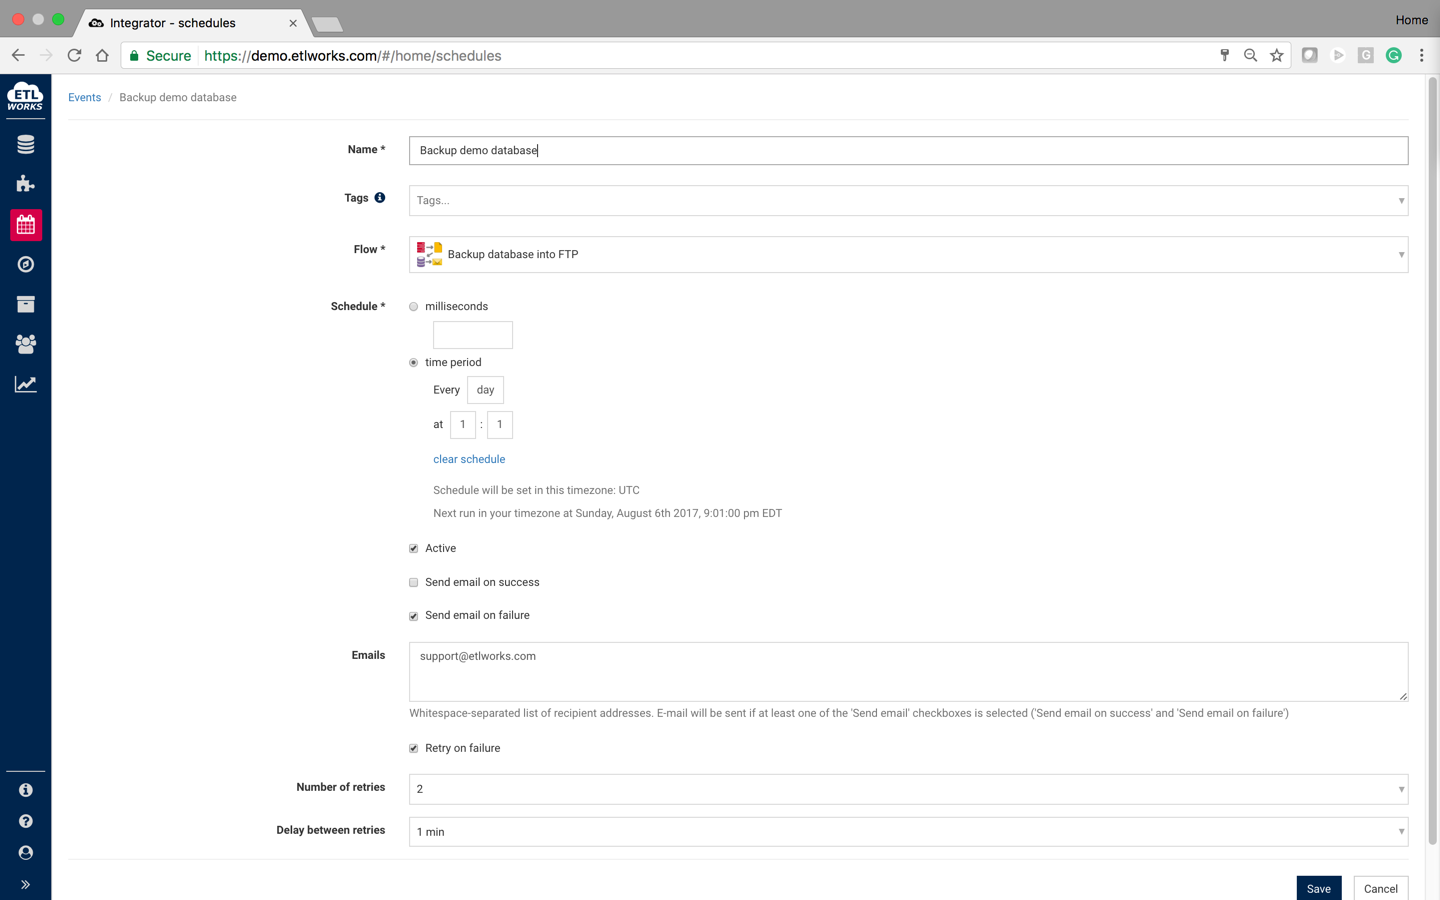 Integrator - schedules
Home
Secure https://demo.etlworks.com/#/home/schedules
ETL
WORKS
Events / Backup demo database
Name *
Backup demo database
Tags
Tags...
Flow *
Backup database into FTP
Schedule *
milliseconds
time period
Every day
at 1 : 1
clear schedule
Schedule will be set in this timezone: UTC
Next run in your timezone at Sunday, August 6th 2017, 9:01:00 pm EDT
Active
Send email on success
Send email on failure
Emails
support@etlworks.com
Whitespace-separated list of recipient addresses. E-mail will be sent if at least one of the 'Send email' checkboxes is selected ('Send email on success' and 'Send email on failure')
Retry on failure
Number of retries
2
Delay between retries
1 min
Save
Cancel